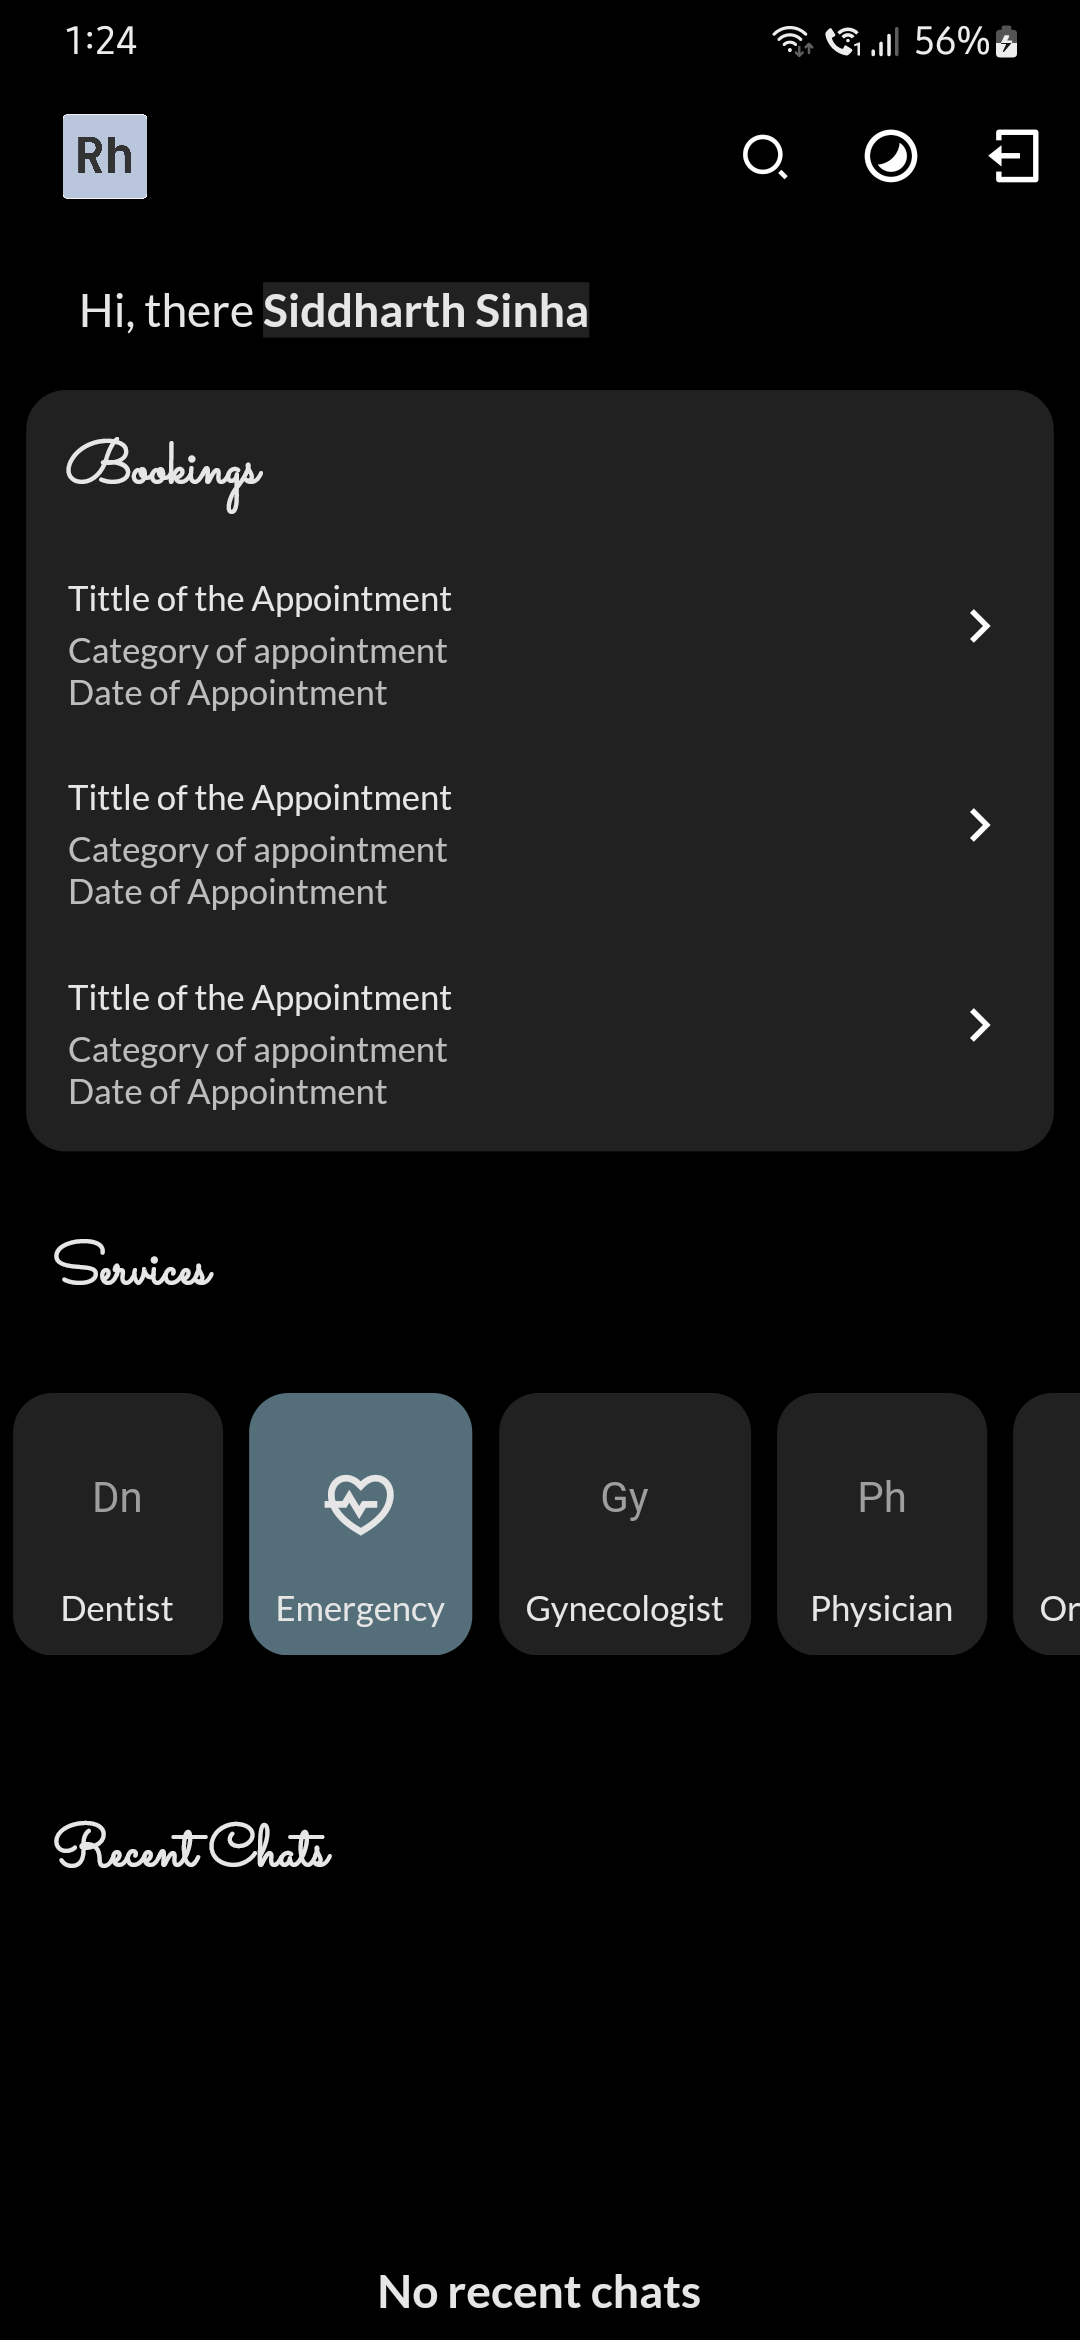 1:24
1 56%
Rh
Hi, there Siddharth Sinha
Bookings
Tittle of the Appointment
Category of appointment
Date of Appointment
Tittle of the Appointment
Category of appointment
Date of Appointment
Tittle of the Appointment
Category of appointment
Date of Appointment
Services
Dn Gy Ph
Dentist Emergency Gynecologist Physician Or
Recent Chats
No recent chats